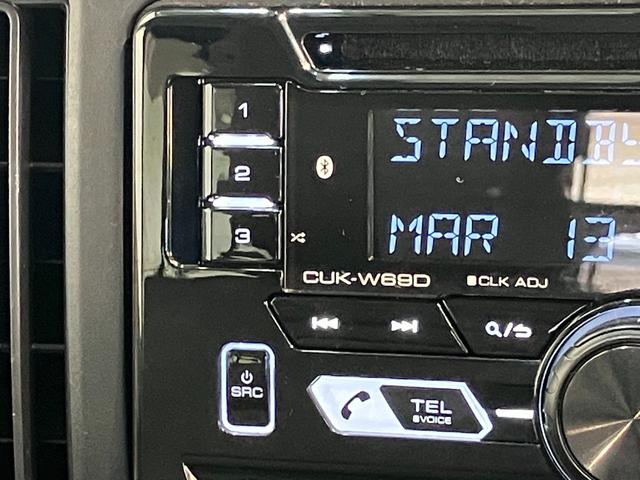 1
STANDBY
2
3
MAR 13
CUK-W69D
CLK ADJ
SRC
TEL
VOICE